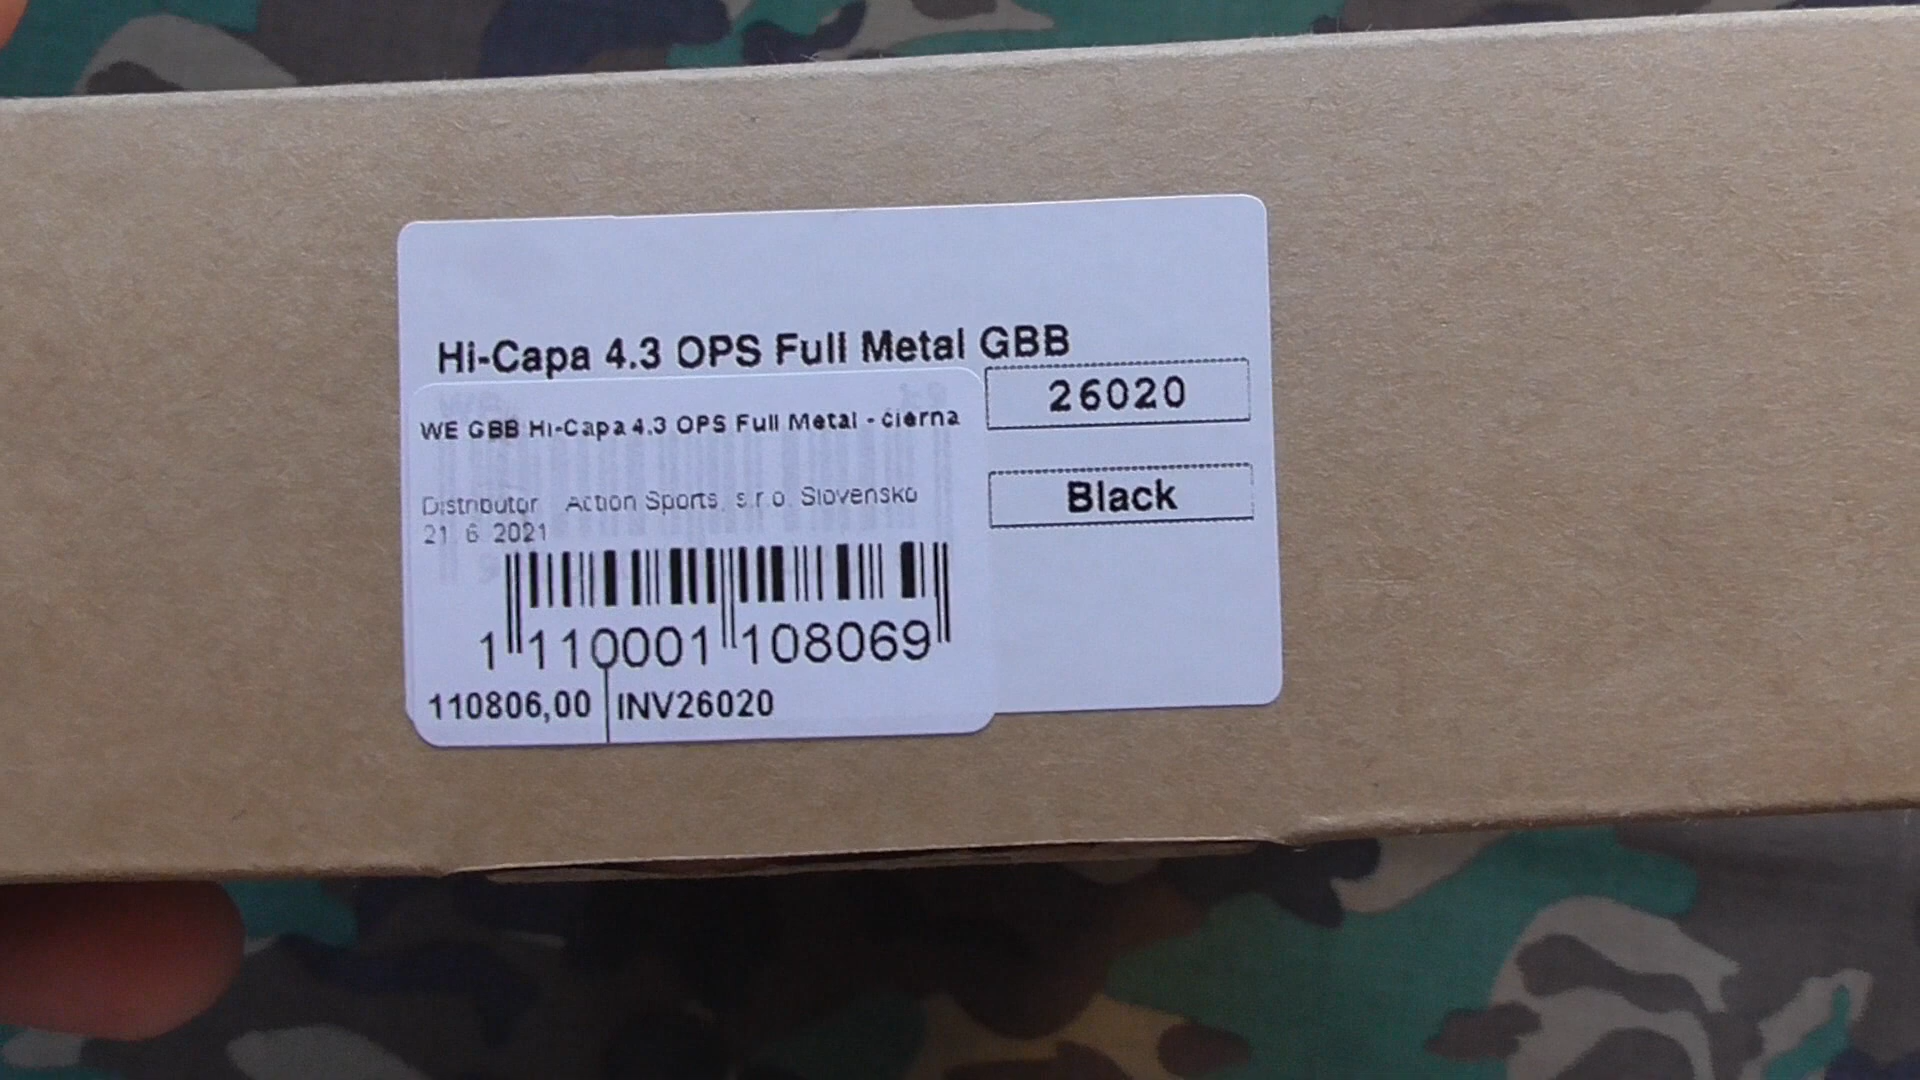 Hi-Capa 4.3 OPS Full Metal GBB
26020
WE GBB Hi-Capa 4.3 OPS Full Metal - čierna
Black
Distributor Action Sports, s.r.o. Slovensko
21 6 2021
1 110001 108069
110806,00 INV26020